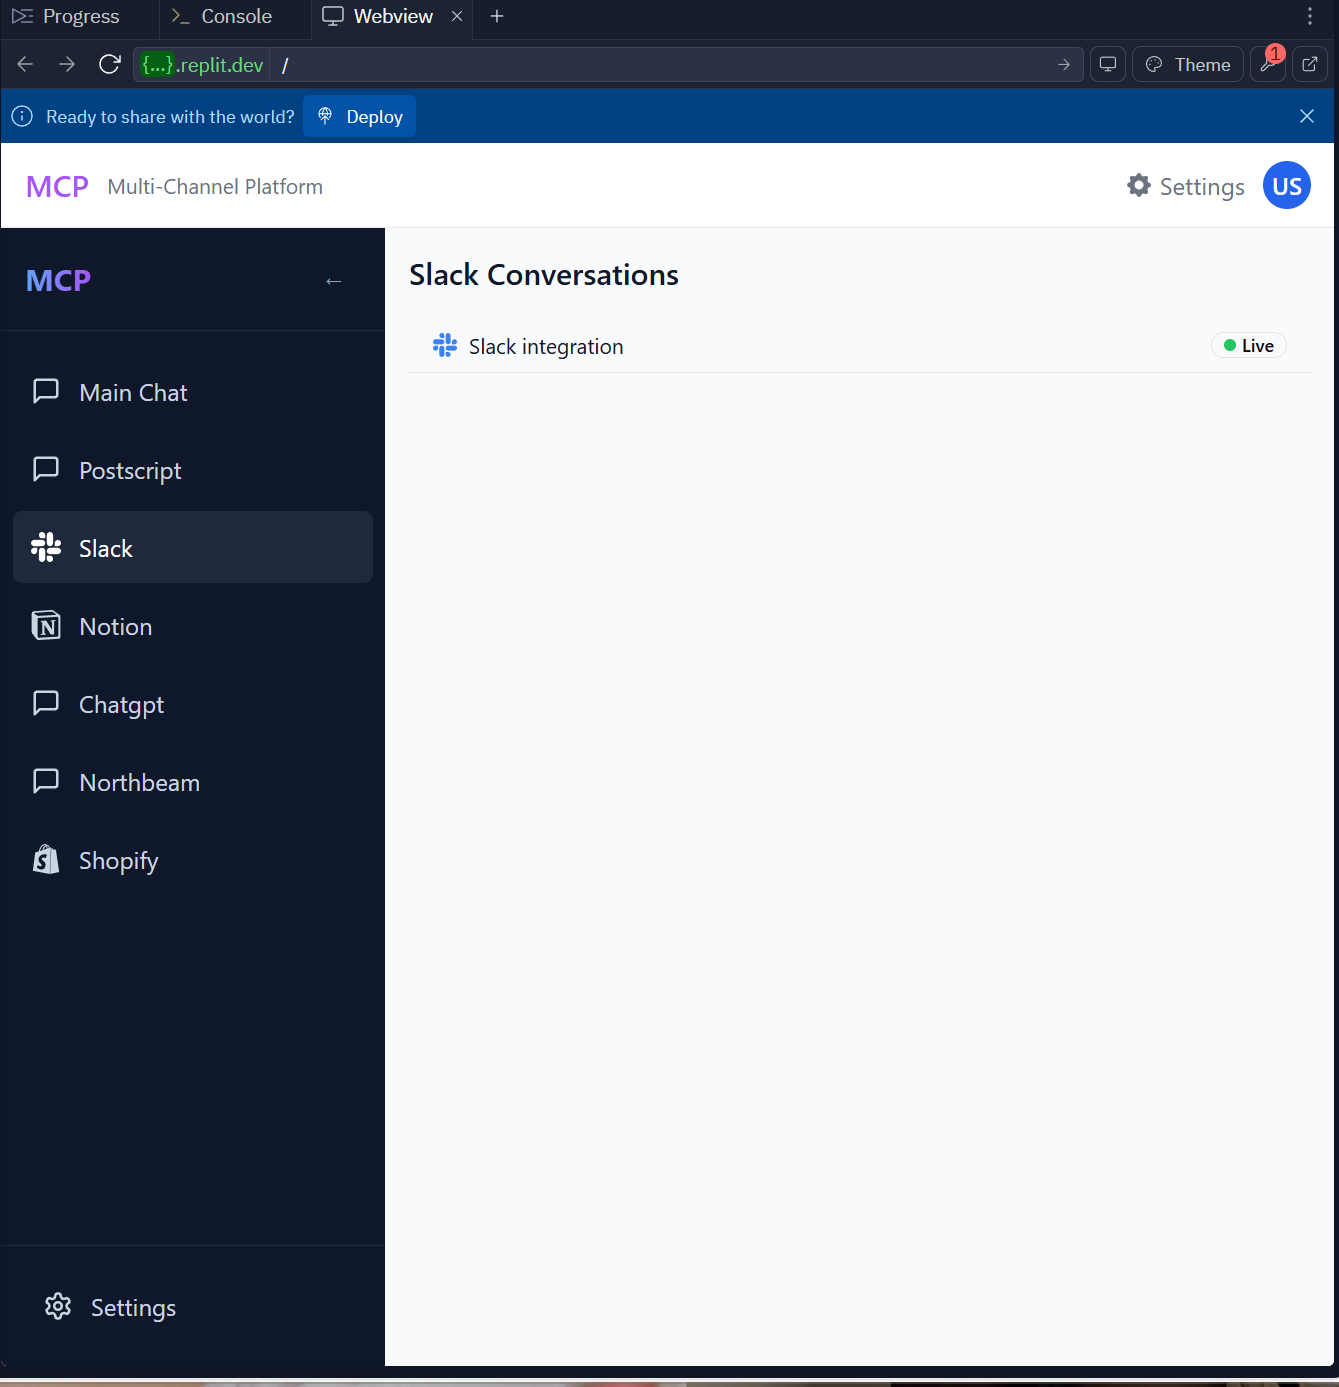 Progress Console Webview
{...}.replit.dev / Theme 1
Ready to share with the world? Deploy
MCP Multi-Channel Platform Settings US
MCP ←
Slack Conversations
Slack integration Live
Main Chat
Postscript
Slack
Notion
Chatgpt
Northbeam
Shopify
Settings